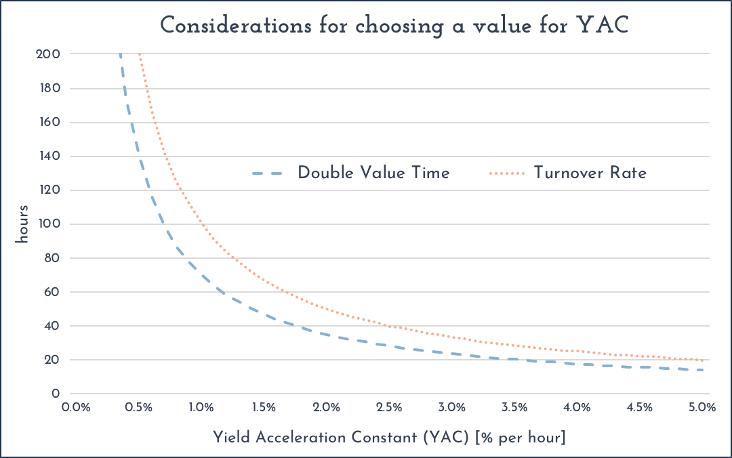 Considerations for choosing a value for YAC
200
180
160
140
120
100
80
60
40
20
0
hours
Double Value Time
Turnover Rate
0.0% 0.5% 1.0% 1.5% 2.0% 2.5% 3.0% 3.5% 4.0% 4.5% 5.0%
Yield Acceleration Constant (YAC) [% per hour]